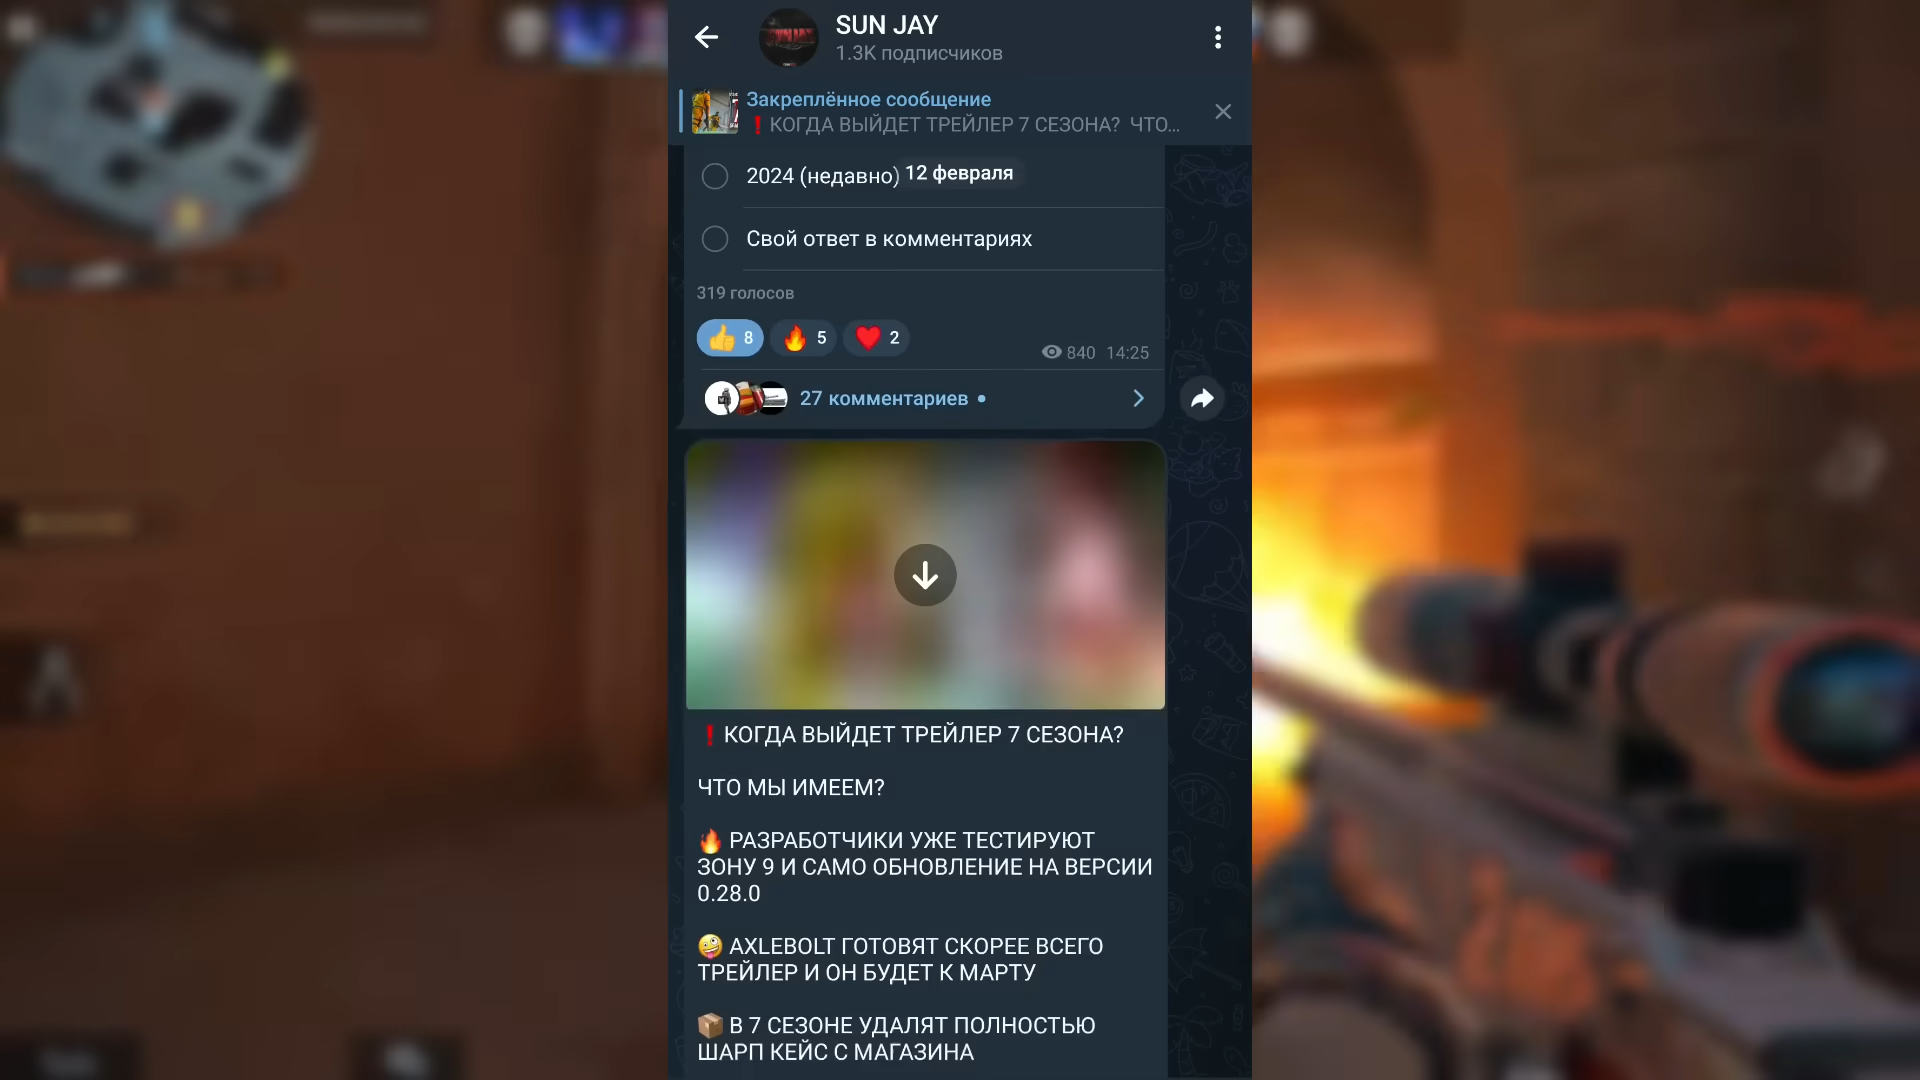 SUN JAY
1.3K подписчиков
Закреплённое сообщение
❗КОГДА ВЫЙДЕТ ТРЕЙЛЕР 7 СЕЗОНА? ЧТО...
2024 (недавно)
12 февраля
Свой ответ в комментариях
319 голосов
👍 8 🔥 5 ❤️ 2
840 14:25
27 комментариев
❗КОГДА ВЫЙДЕТ ТРЕЙЛЕР 7 СЕЗОНА?
ЧТО МЫ ИМЕЕМ?
🔥 РАЗРАБОТЧИКИ УЖЕ ТЕСТИРУЮТ
ЗОНУ 9 И САМО ОБНОВЛЕНИЕ НА ВЕРСИИ
0.28.0
🤪 AXLEBOLT ГОТОВЯТ СКОРЕЕ ВСЕГО
ТРЕЙЛЕР И ОН БУДЕТ К МАРТУ
📦 В 7 СЕЗОНЕ УДАЛЯТ ПОЛНОСТЬЮ
ШАРП КЕЙС С МАГАЗИНА